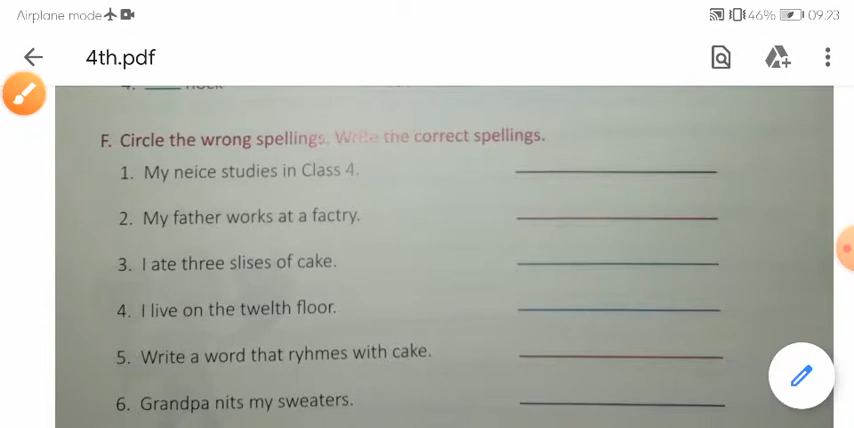 Airplane mode 46% 09:23
4th.pdf
4.
F. Circle the wrong spellings. Write the correct spellings.
1. My neice studies in Class 4.
2. My father works at a factry.
3. I ate three slises of cake.
4. I live on the twelth floor.
5. Write a word that ryhmes with cake.
6. Grandpa nits my sweaters.